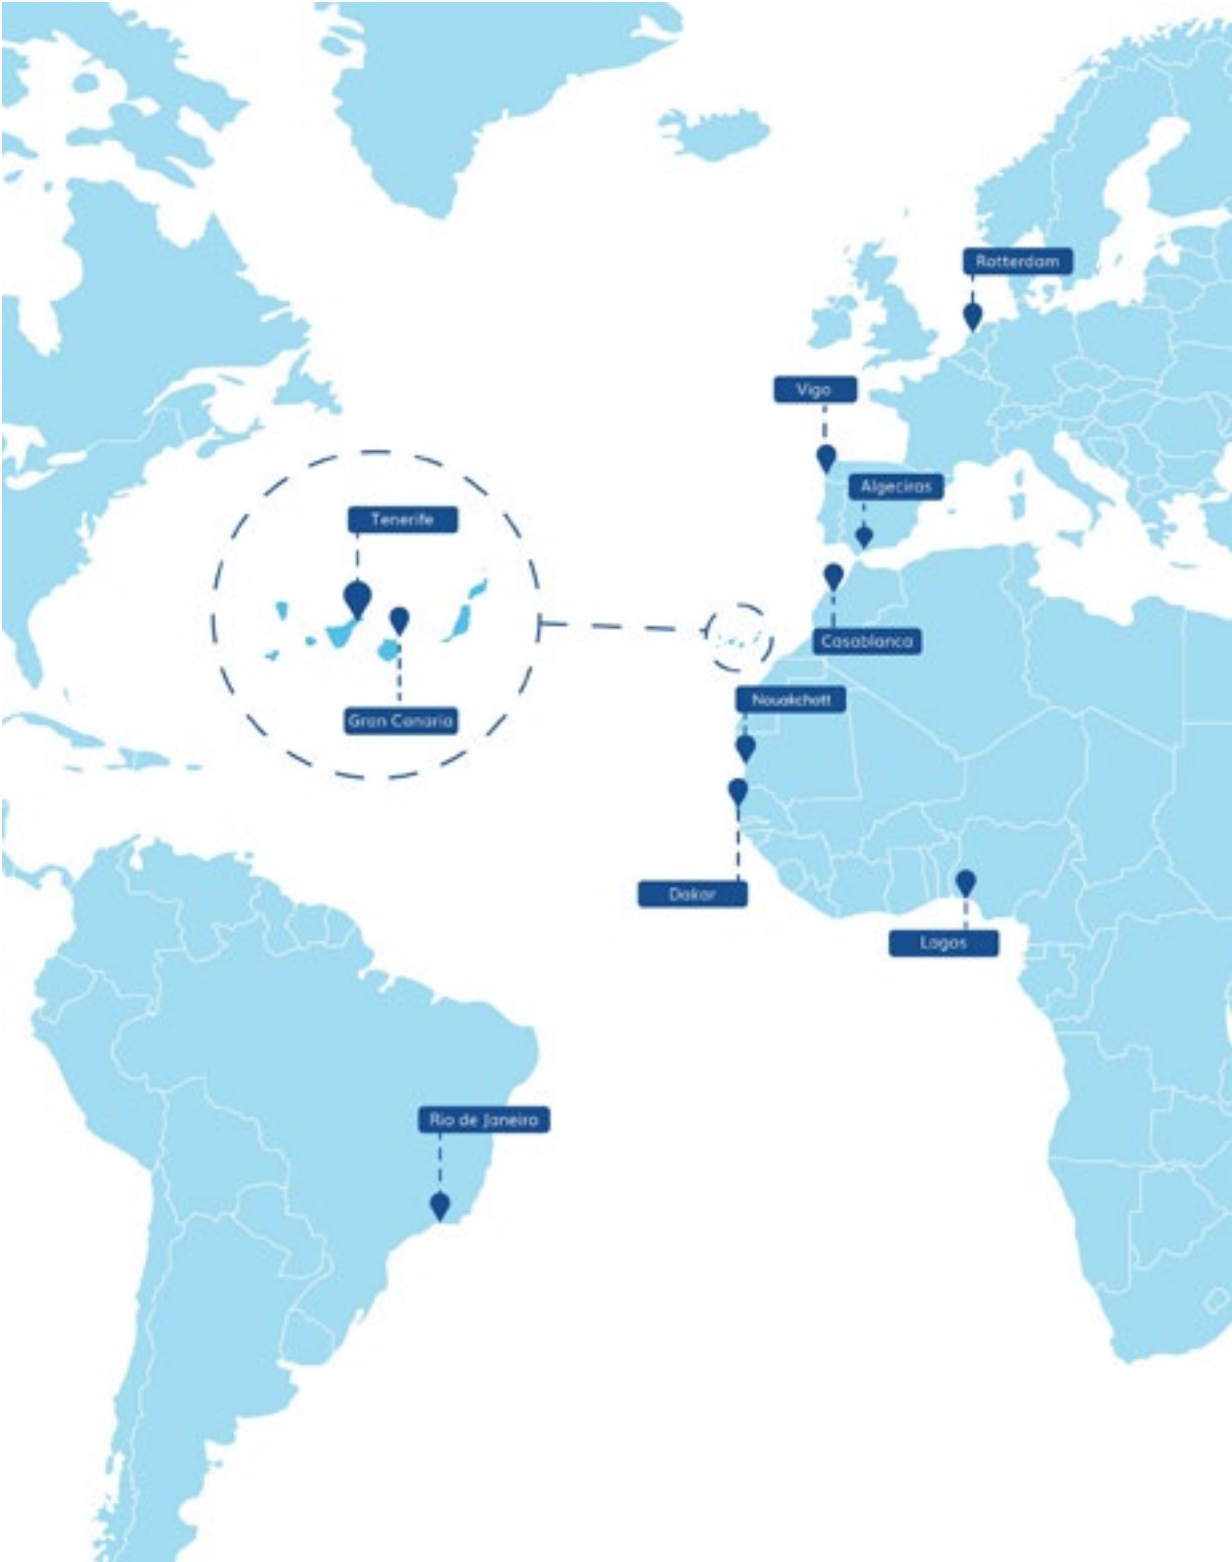 Rotterdam
Vigo
Algeciras
Tenerife
Casablanca
Nouakchott
Gran Canaria
Dakar
Lagos
Rio de Janeiro